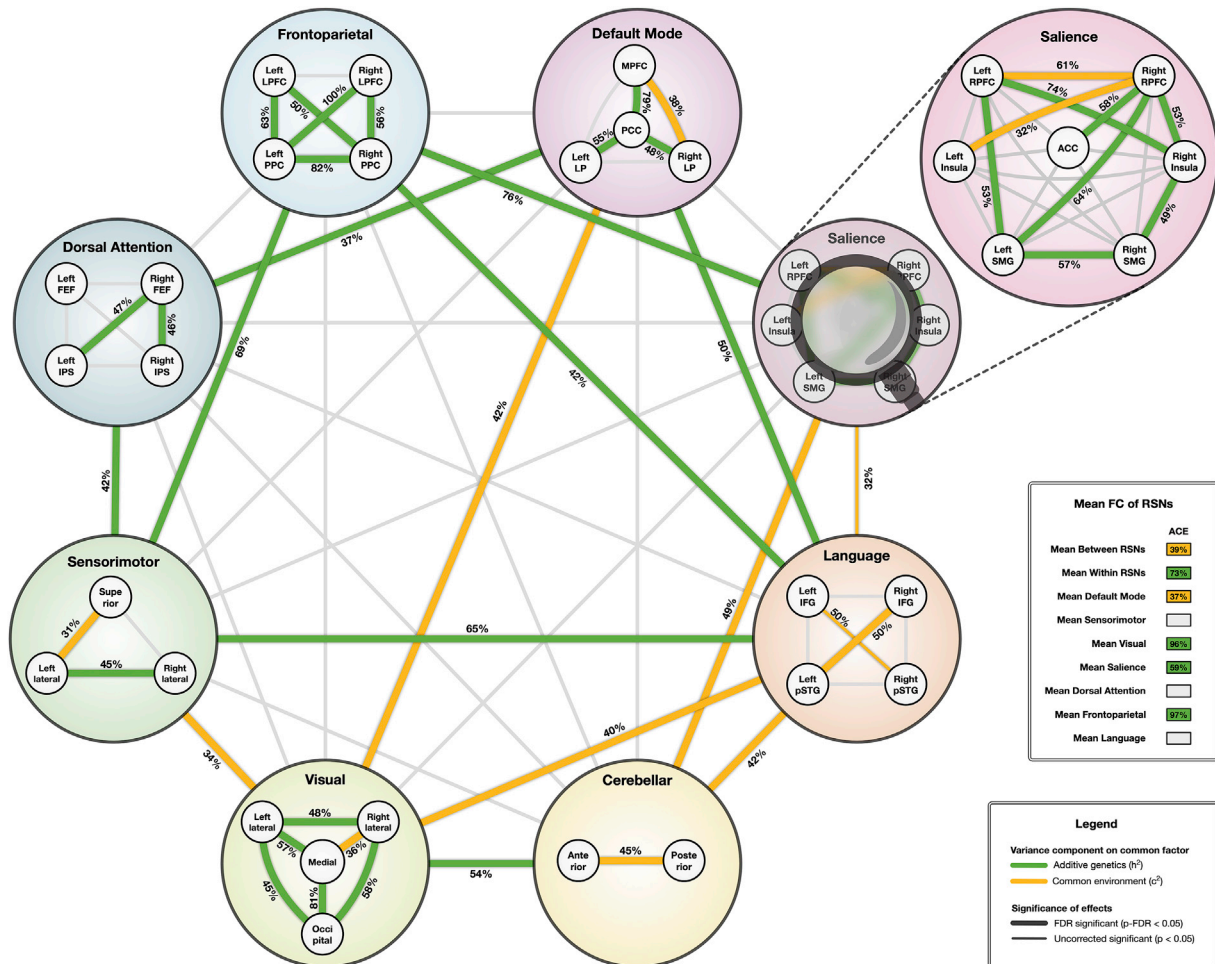 Frontoparietal
Left
LPFC
Right
LPFC
100%
50%
63%
56%
Left
PPC
Right
PPC
82%
Default Mode
MPFC
79%
38%
PCC
55%
48%
Left
LP
Right
LP
Salience
61%
Left
RPFC
Right
RPFC
74%
58%
53%
32%
ACC
Left
Insula
Right
Insula
53%
64%
49%
Left
SMG
Right
SMG
57%
76%
37%
Dorsal Attention
Left
FEF
Right
FEF
47%
46%
Left
IPS
Right
IPS
Salience
Left
RPFC
Right
RPFC
Left
Insula
Right
Insula
Left
SMG
Right
SMG
69%
50%
42%
42%
42%
32%
Sensorimotor
Supe
rior
31%
Left
lateral
45%
Right
lateral
65%
49%
Language
Left
IFG
Right
IFG
50%
50%
Left
pSTG
Right
pSTG
34%
40%
42%
Visual
Left
lateral
48%
Right
lateral
57%
36%
Medial
45%
81%
58%
Occi
pital
54%
Cerebellar
Ante
rior
45%
Poste
rior
Mean FC of RSNs
ACE
Mean Between RSNs 39%
Mean Within RSNs 73%
Mean Default Mode 37%
Mean Sensorimotor
Mean Visual 96%
Mean Salience 59%
Mean Dorsal Attention
Mean Frontoparietal 97%
Mean Language
Legend
Variance component on common factor
Additive genetics (h²)
Common environment (c²)
Significance of effects
FDR significant (p-FDR < 0.05)
Uncorrected significant (p < 0.05)